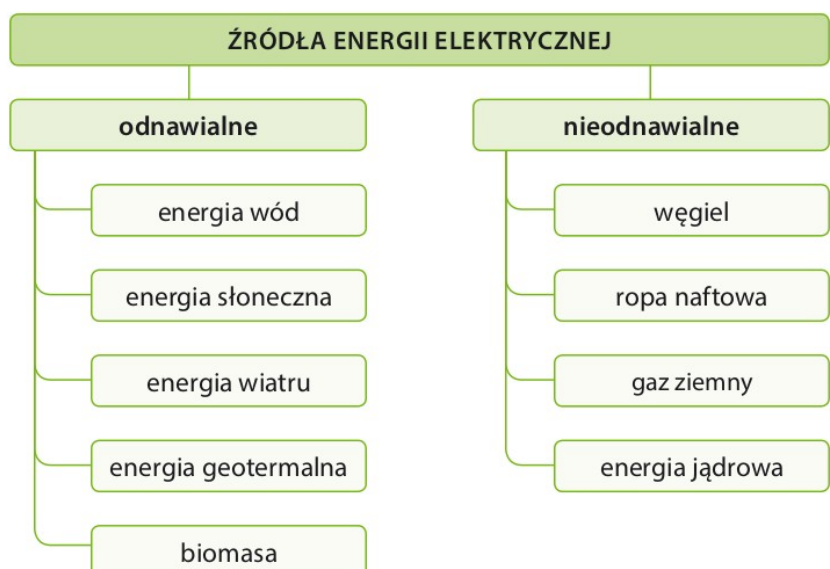 ŹRÓDŁA ENERGII ELEKTRYCZNEJ
odnawialne
energia wód
energia słoneczna
energia wiatru
energia geotermalna
biomasa
nieodnawialne
węgiel
ropa naftowa
gaz ziemny
energia jądrowa